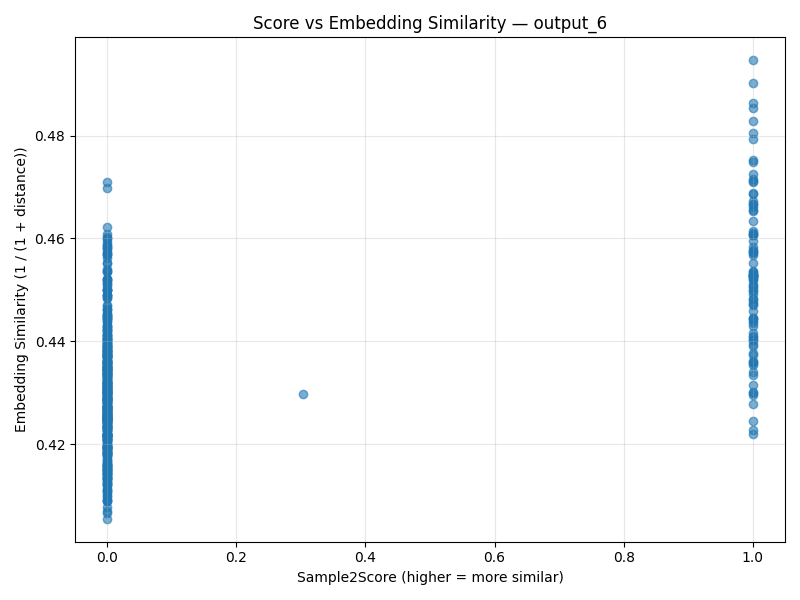 Score vs Embedding Similarity — output_6
Embedding Similarity (1 / (1 + distance))
0.48
0.46
0.44
0.42
0.0 0.2 0.4 0.6 0.8 1.0
Sample2Score (higher = more similar)